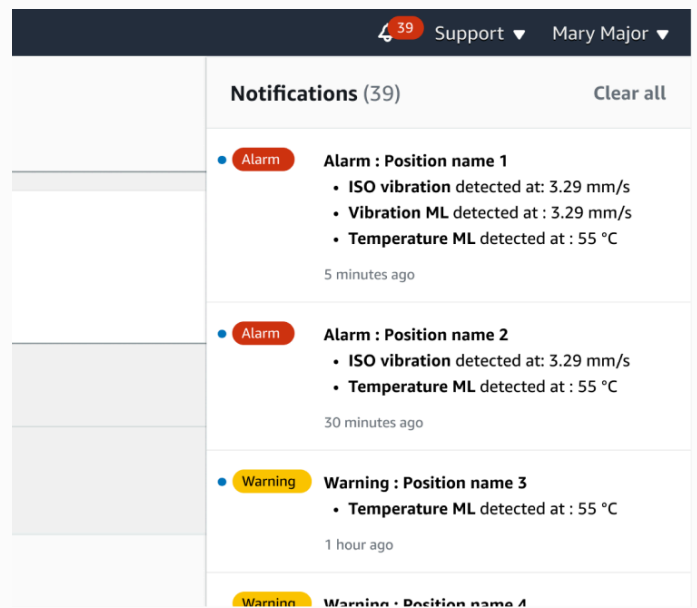 39 Support Mary Major
Notifications (39) Clear all
Alarm Alarm : Position name 1
• ISO vibration detected at: 3.29 mm/s
• Vibration ML detected at : 3.29 mm/s
• Temperature ML detected at : 55 °C
5 minutes ago
Alarm Alarm : Position name 2
• ISO vibration detected at: 3.29 mm/s
• Temperature ML detected at : 55 °C
30 minutes ago
Warning Warning : Position name 3
• Temperature ML detected at : 55 °C
1 hour ago
Warning Warning : Position name 4